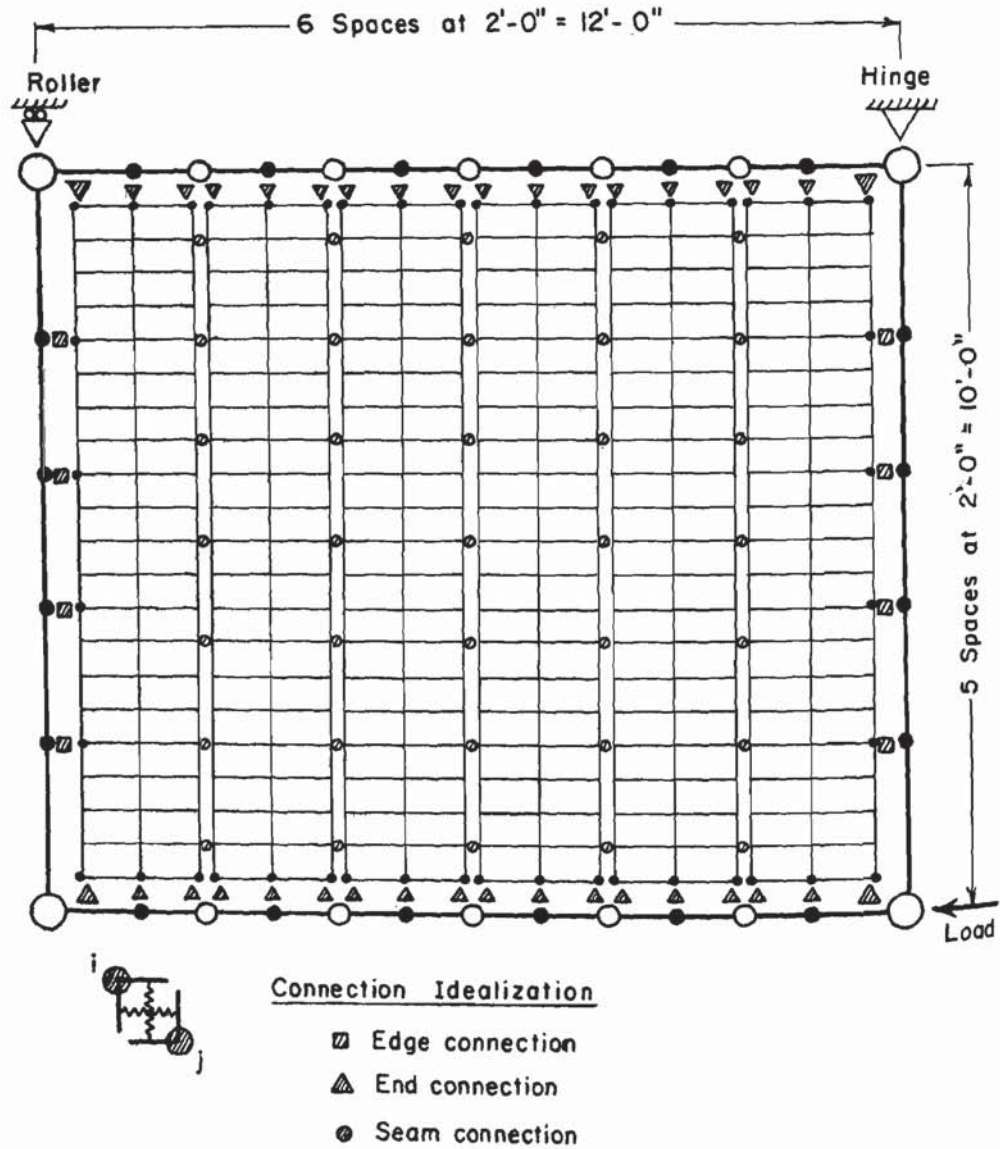 6 Spaces at 2'-0" = 12'-0"
Roller
Hinge
5 Spaces at 2'-0" = 10'-0"
Load
i
j
Connection Idealization
Edge connection
End connection
Seam connection